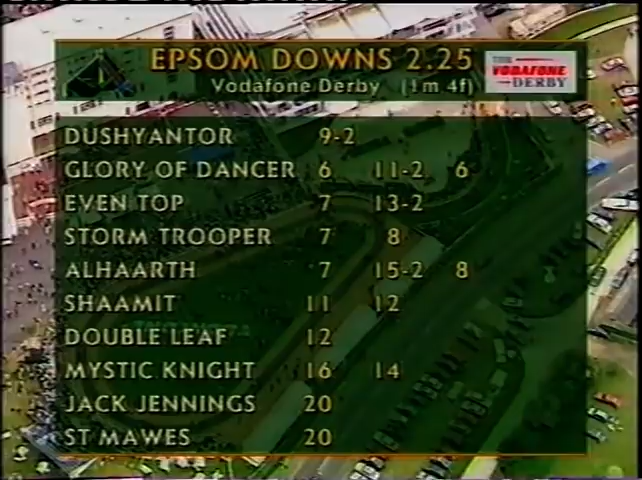 EPSOM DOWNS 2.25
Vodafone Derby (1m 4f)
THE
VODAFONE
DERBY
DUSHYANTOR 9-2
GLORY OF DANCER 6 11-2 6
EVEN TOP 7 13-2
STORM TROOPER 7 8
ALHAARTH 7 15-2 8
SHAAMIT 11 12
DOUBLE LEAF 12
MYSTIC KNIGHT 16 14
JACK JENNINGS 20
ST MAWES 20